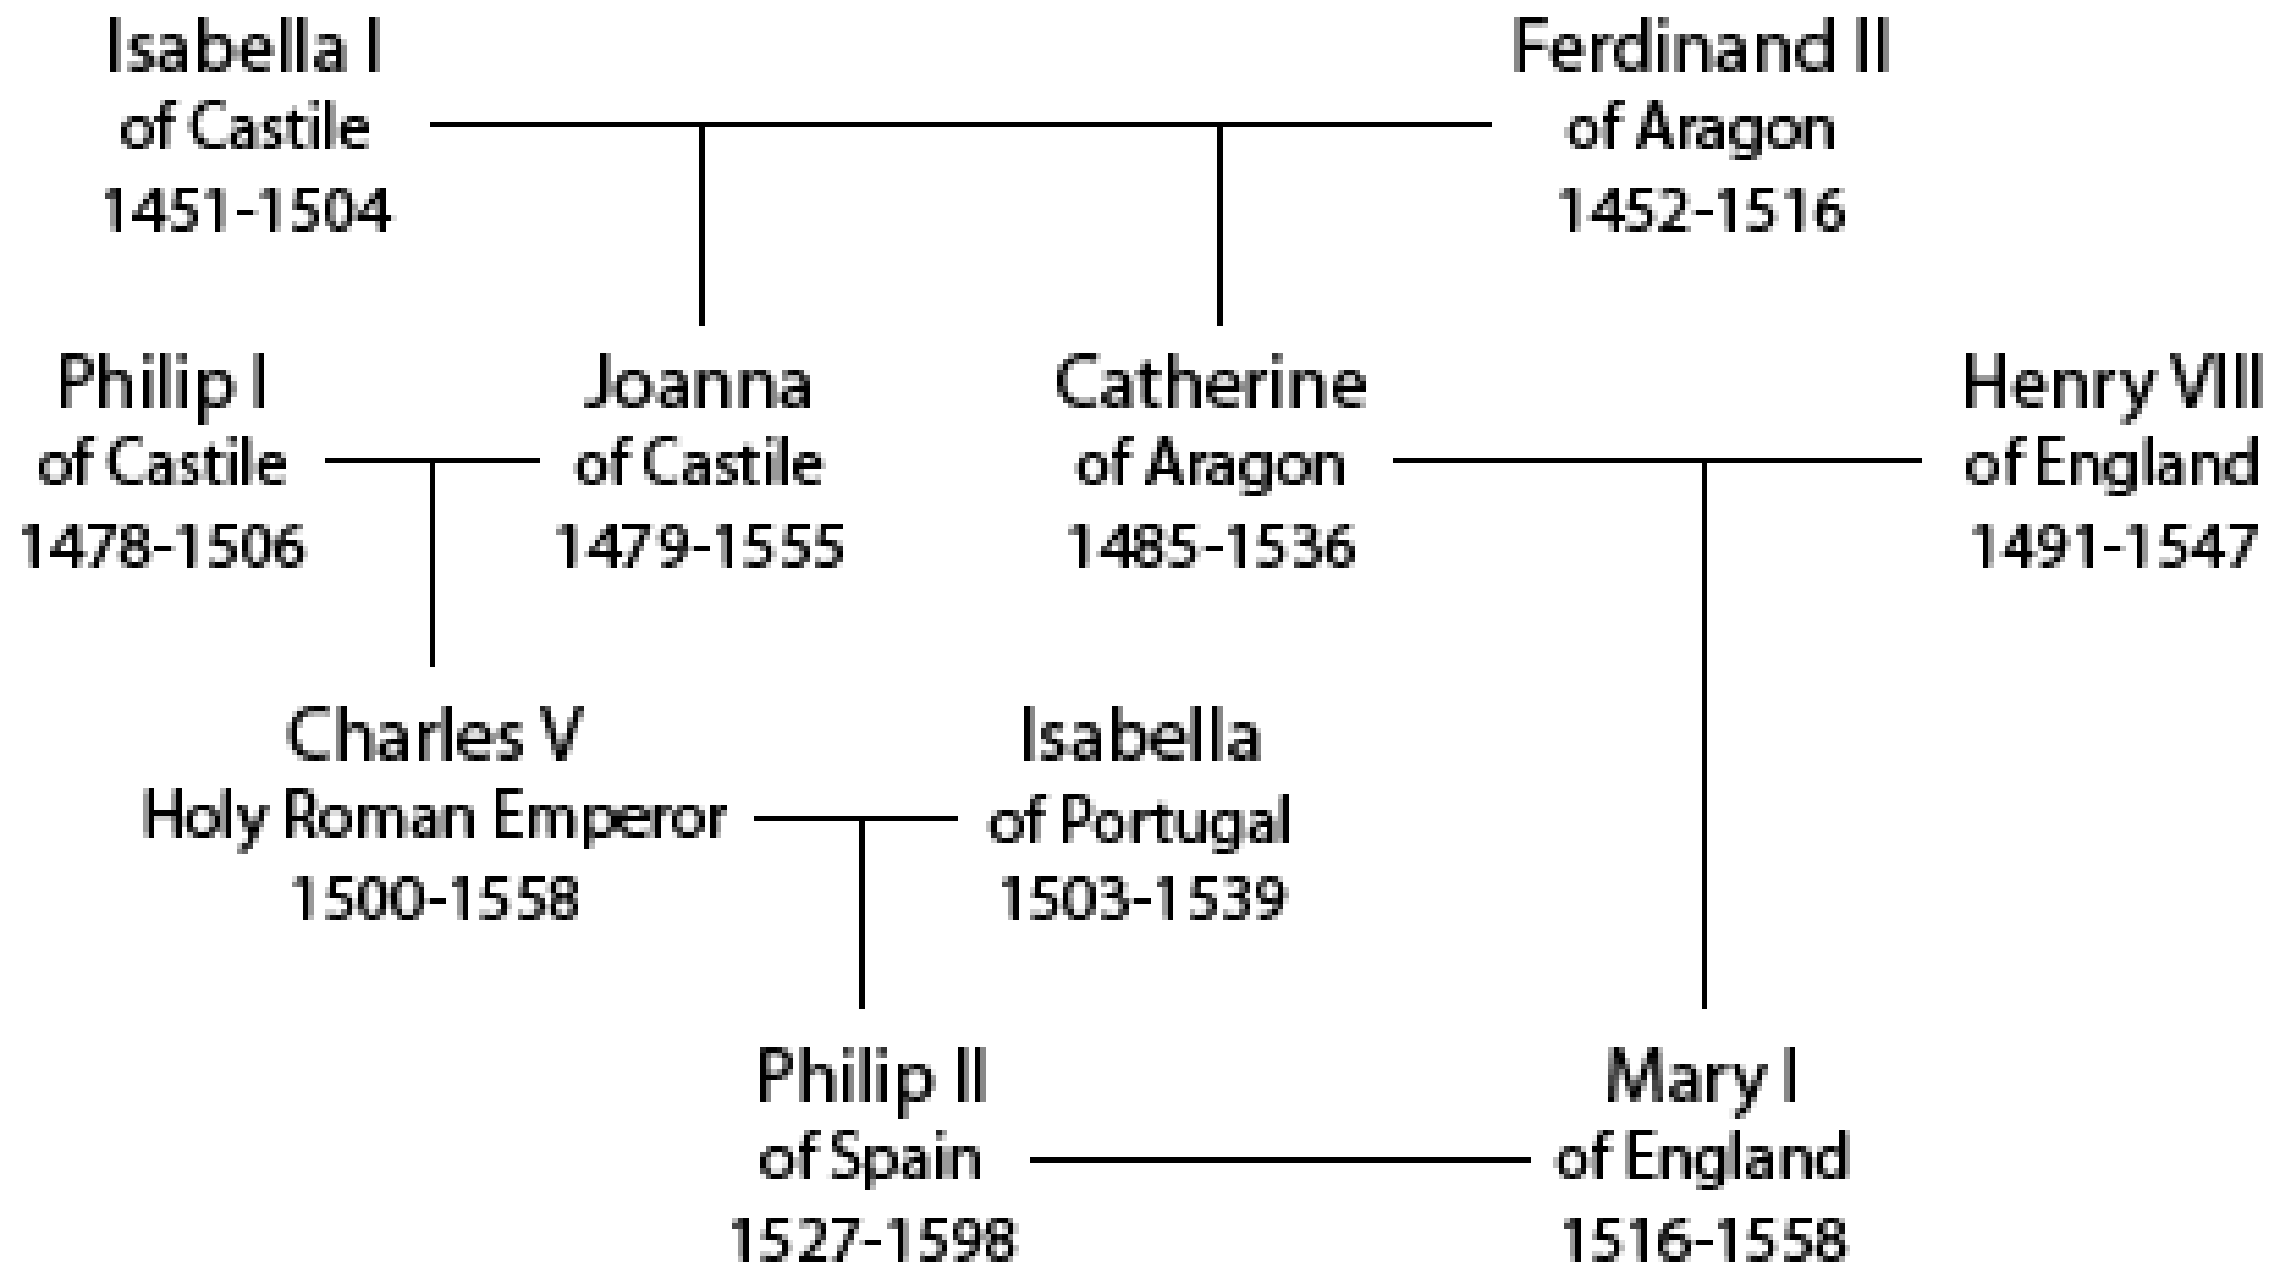 Isabella I
of Castile
1451-1504
Ferdinand II
of Aragon
1452-1516
Philip I
of Castile
1478-1506
Joanna
of Castile
1479-1555
Catherine
of Aragon
1485-1536
Henry VIII
of England
1491-1547
Charles V
Holy Roman Emperor
1500-1558
Isabella
of Portugal
1503-1539
Philip II
of Spain
1527-1598
Mary I
of England
1516-1558